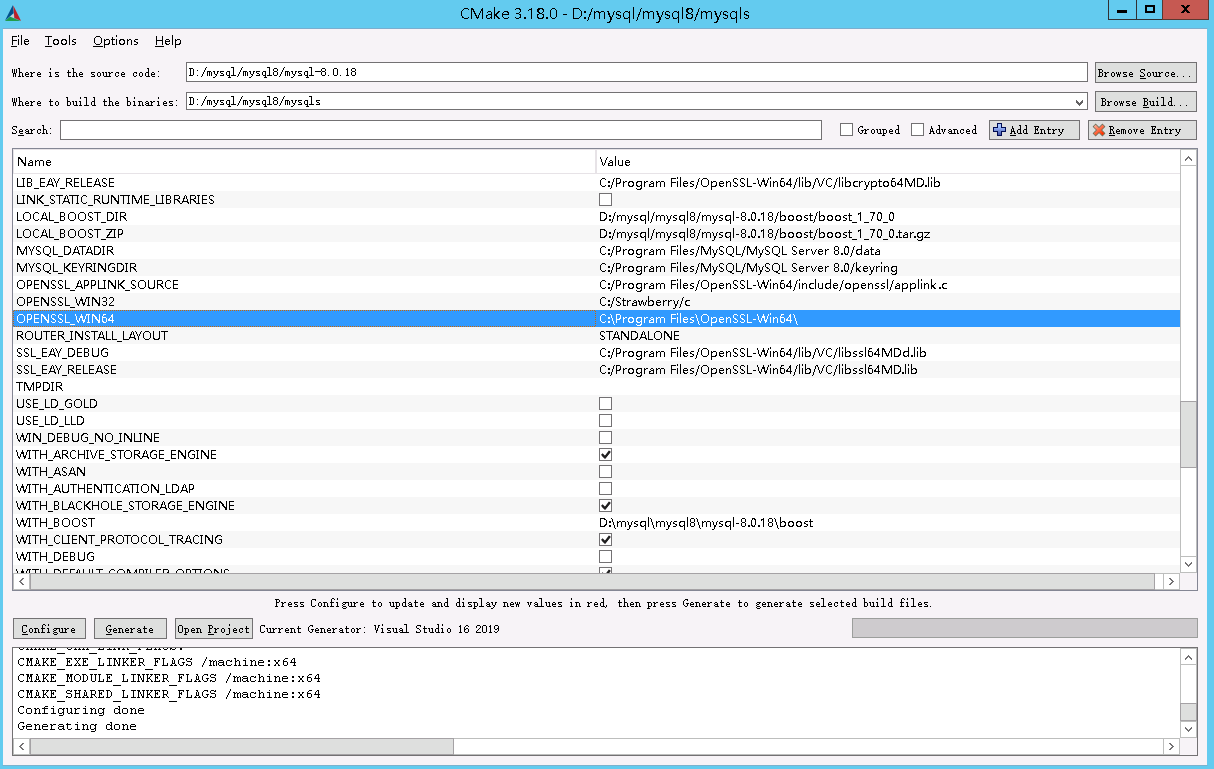 CMake 3.18.0 - D:/mysql/mysql8/mysqls
File Tools Options Help
Where is the source code: D:/mysql/mysql8/mysql-8.0.18 Browse Source...
Where to build the binaries: D:/mysql/mysql8/mysqls Browse Build...
Search: Grouped Advanced Add Entry Remove Entry
Name Value
LIB_EAY_RELEASE C:/Program Files/OpenSSL-Win64/lib/VC/libcrypto64MD.lib
LINK_STATIC_RUNTIME_LIBRARIES
LOCAL_BOOST_DIR D:/mysql/mysql8/mysql-8.0.18/boost/boost_1_70_0
LOCAL_BOOST_ZIP D:/mysql/mysql8/mysql-8.0.18/boost/boost_1_70_0.tar.gz
MYSQL_DATADIR C:/Program Files/MySQL/MySQL Server 8.0/data
MYSQL_KEYRINGDIR C:/Program Files/MySQL/MySQL Server 8.0/keyring
OPENSSL_APPLINK_SOURCE C:/Program Files/OpenSSL-Win64/include/openssl/applink.c
OPENSSL_WIN32 C:/Strawberry/c
OPENSSL_WIN64 C:\Program Files\OpenSSL-Win64\
ROUTER_INSTALL_LAYOUT STANDALONE
SSL_EAY_DEBUG C:/Program Files/OpenSSL-Win64/lib/VC/libssl64MDd.lib
SSL_EAY_RELEASE C:/Program Files/OpenSSL-Win64/lib/VC/libssl64MD.lib
TMPDIR
USE_LD_GOLD
USE_LD_LLD
WIN_DEBUG_NO_INLINE
WITH_ARCHIVE_STORAGE_ENGINE
WITH_ASAN
WITH_AUTHENTICATION_LDAP
WITH_BLACKHOLE_STORAGE_ENGINE
WITH_BOOST D:\mysql\mysql8\mysql-8.0.18\boost
WITH_CLIENT_PROTOCOL_TRACING
WITH_DEBUG
WITH_DEFAULT_COMPILER_OPTIONS
Press Configure to update and display new values in red, then press Generate to generate selected build files.
Configure Generate Open Project Current Generator: Visual Studio 16 2019
CMAKE_EXE_LINKER_FLAGS /machine:x64
CMAKE_MODULE_LINKER_FLAGS /machine:x64
CMAKE_SHARED_LINKER_FLAGS /machine:x64
Configuring done
Generating done